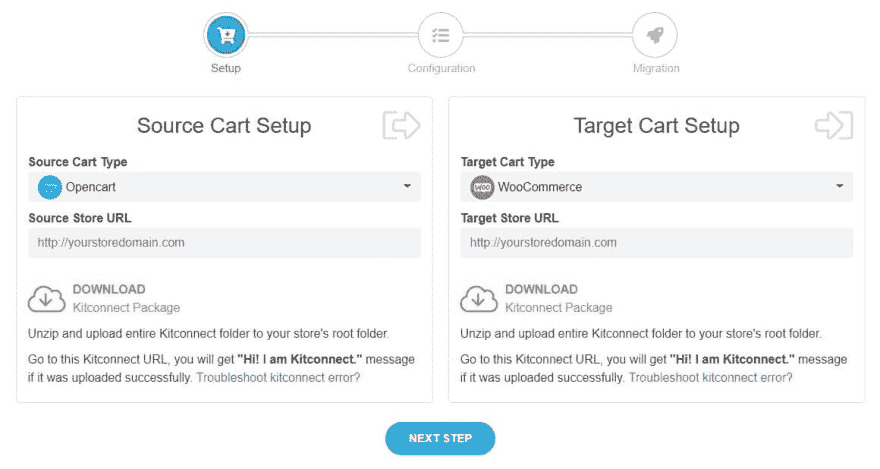 Setup
Configuration
Migration
Source Cart Setup
Source Cart Type
Opencart
Source Store URL
http://yourstoredomain.com
DOWNLOAD
Kitconnect Package
Unzip and upload entire Kitconnect folder to your store's root folder.
Go to this Kitconnect URL, you will get "Hi! I am Kitconnect." message
if it was uploaded successfully. Troubleshoot kitconnect error?
Target Cart Setup
Target Cart Type
WOO WooCommerce
Target Store URL
http://yourstoredomain.com
DOWNLOAD
Kitconnect Package
Unzip and upload entire Kitconnect folder to your store's root folder.
Go to this Kitconnect URL, you will get "Hi! I am Kitconnect." message
if it was uploaded successfully. Troubleshoot kitconnect error?
NEXT STEP